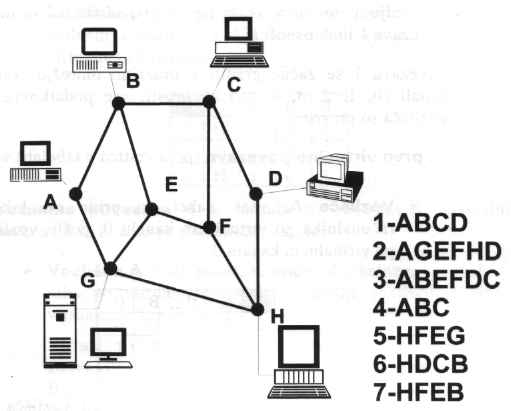 B
C
D
A
E
F
G
H
1-ABCD
2-AGEFHD
3-ABEFDC
4-ABC
5-HFEG
6-HDCB
7-HFEB